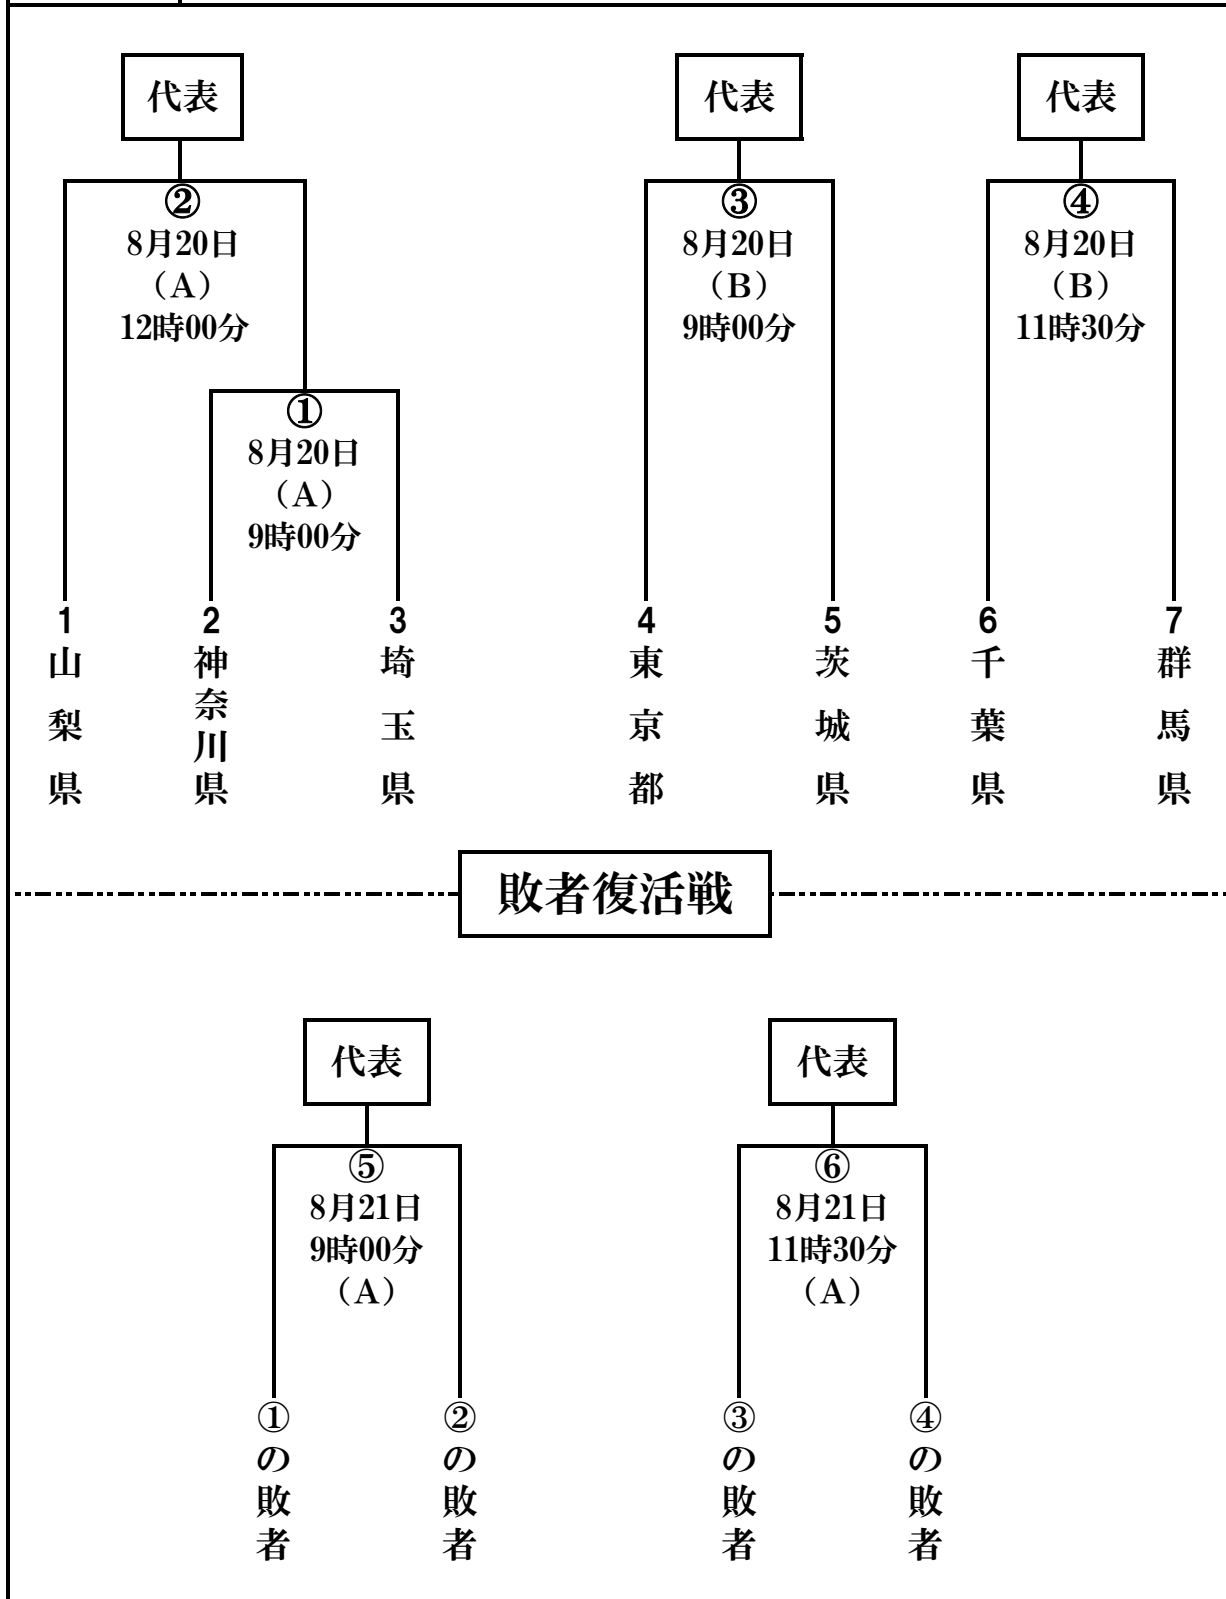 代表
代表
代表
②
8月20日
（A）
12時00分
③
8月20日
（B）
9時00分
④
8月20日
（B）
11時30分
①
8月20日
（A）
9時00分
1
山梨県
2
神奈川県
3
埼玉県
4
東京都
5
茨城県
6
千葉県
7
群馬県
敗者復活戦
代表
代表
⑤
8月21日
9時00分
（A）
⑥
8月21日
11時30分
（A）
①の敗者
②の敗者
③の敗者
④の敗者